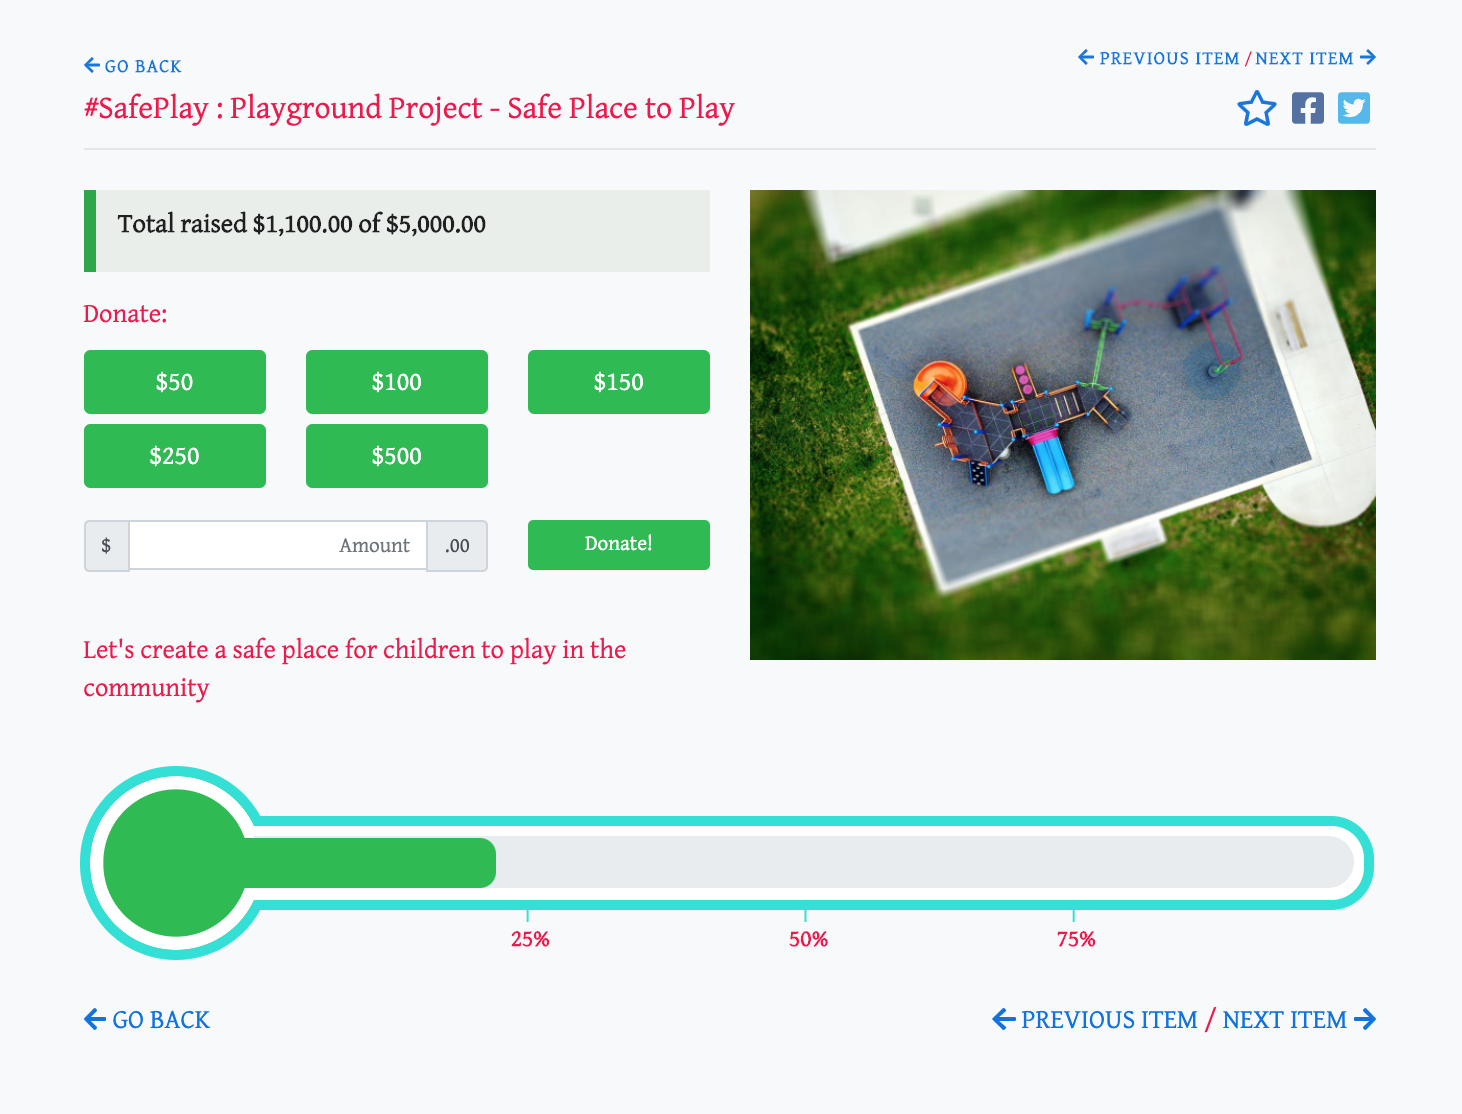 GO BACK
PREVIOUS ITEM / NEXT ITEM
#SafePlay : Playground Project - Safe Place to Play
Total raised $1,100.00 of $5,000.00
Donate:
$50
$100
$150
$250
$500
$
Amount
.00
Donate!
Let's create a safe place for children to play in the
community
25%
50%
75%
GO BACK
PREVIOUS ITEM / NEXT ITEM